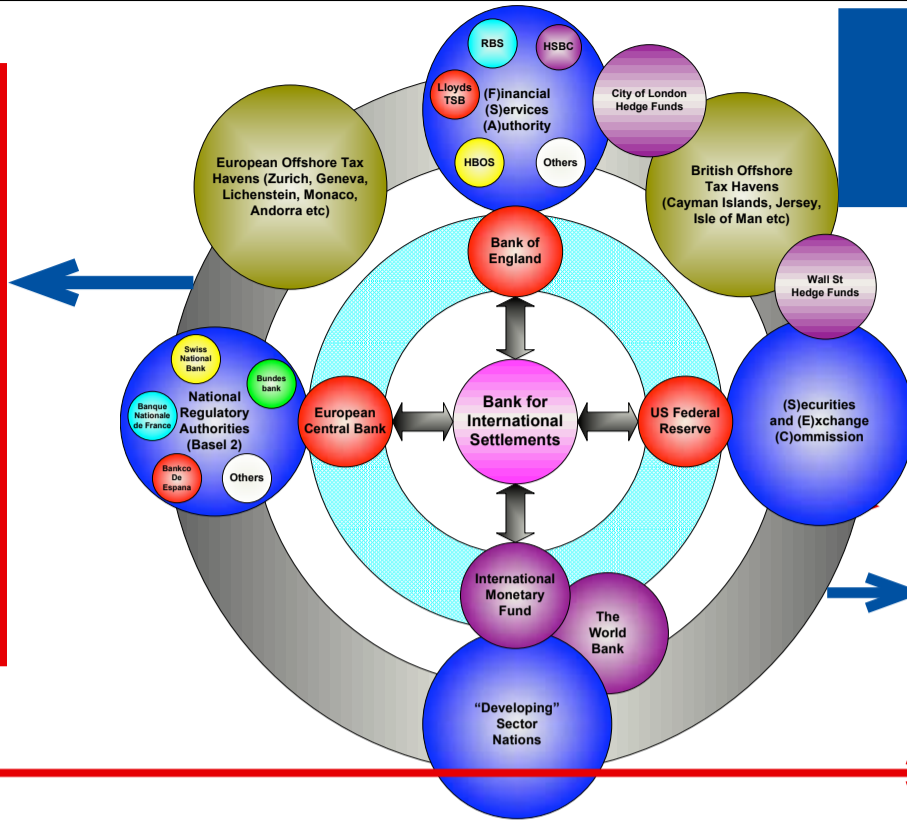 RBS
HSBC
Lloyds
TSB
(F)inancial
(S)ervices
(A)uthority
HBOS
Others
City of London
Hedge Funds
European Offshore Tax
Havens (Zurich, Geneva,
Lichenstein, Monaco,
Andorra etc)
British Offshore
Tax Havens
(Cayman Islands, Jersey,
Isle of Man etc)
Bank of
England
Wall St
Hedge Funds
Swiss
National
Bank
Bundes
bank
Banque
Nationale
de France
National
Regulatory
Authorities
(Basel 2)
Bankco
De
Espana
Others
European
Central Bank
Bank for
International
Settlements
US Federal
Reserve
(S)ecurities
and (E)xchange
(C)ommission
International
Monetary
Fund
The
World
Bank
“Developing”
Sector
Nations